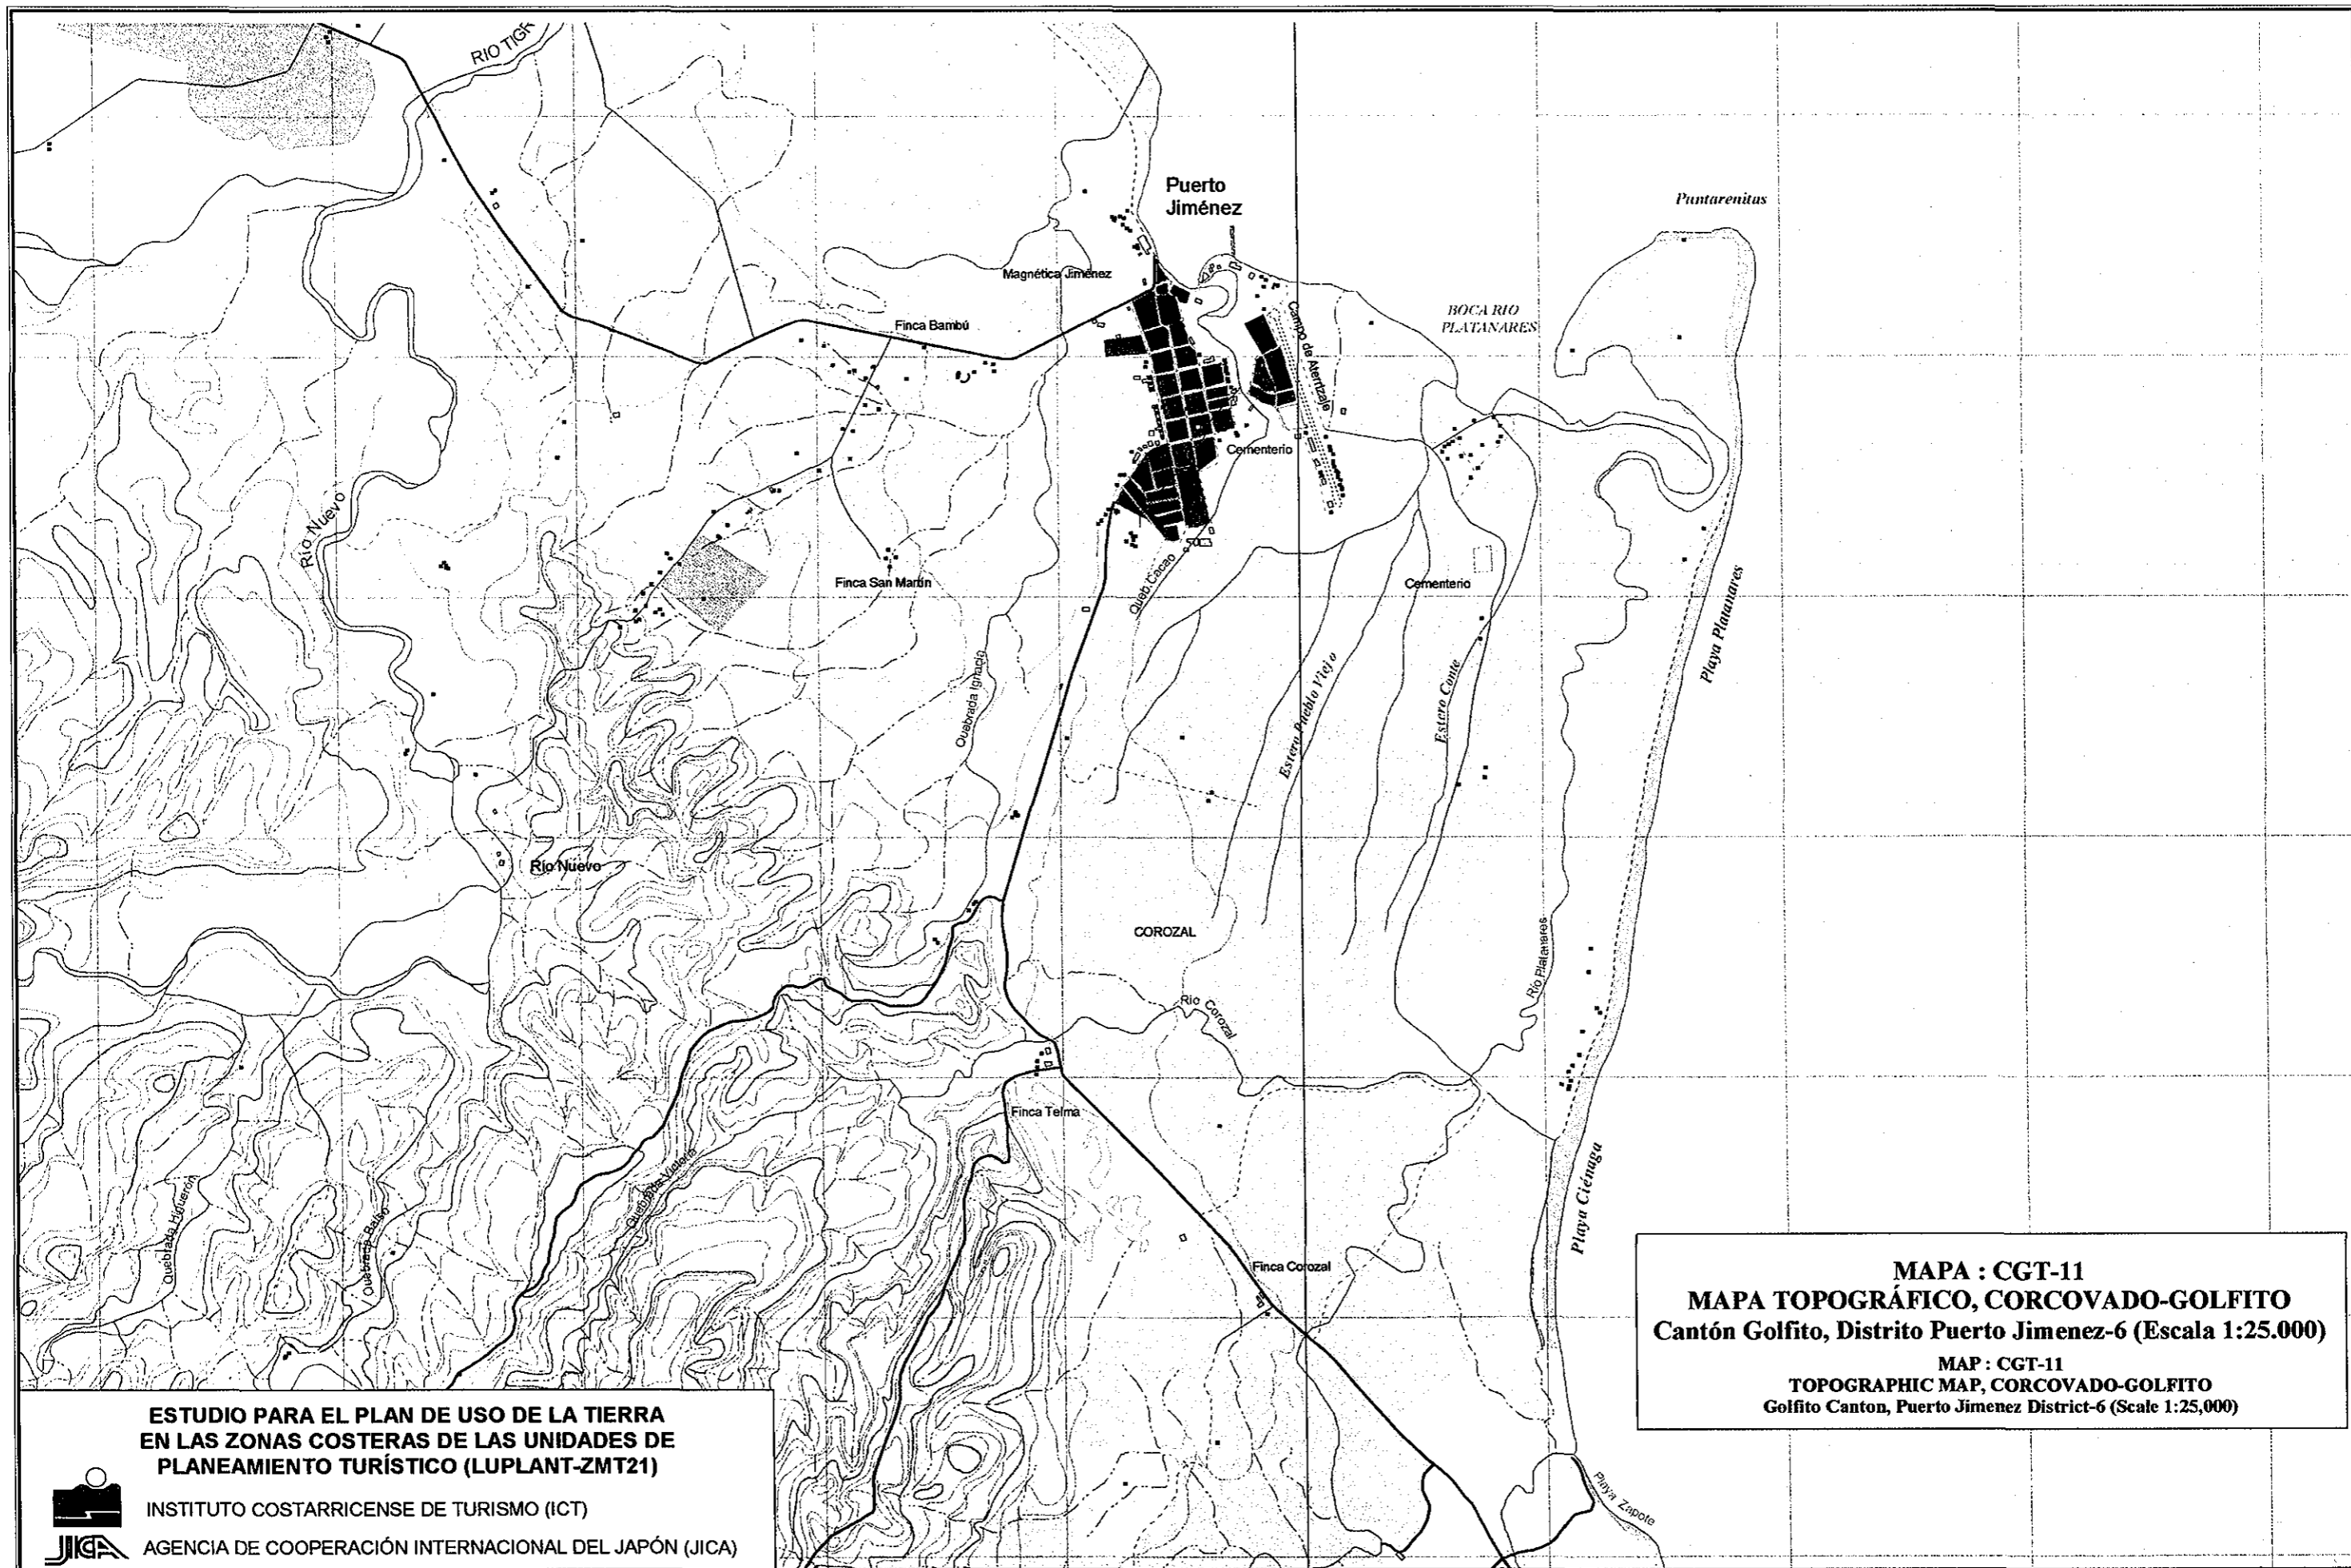 RIO TIGR
Puerto
Jiménez
Puntarenitas
Magnética Jiménez
BOCA RIO
PLATANARES
Finca Bambú
Campo de Aterrizaje
Cementerio
Río Nuevo
Finca San Martín
Queb Cacao
Cementerio
Playa Platanares
Quebrada Ignacia
Estero Pueblo Viejo
Estero Conte
Río Nuevo
COROZAL
Río Platanares
Río Corozal
Finca Telma
Quebrada Victoria
Quebrada Higuerón
Quebrada Balso
Playa Ciénaga
Finca Corozal
Playa Zapote
MAPA : CGT-11
MAPA TOPOGRÁFICO, CORCOVADO-GOLFITO
Cantón Golfito, Distrito Puerto Jimenez-6 (Escala 1:25.000)
MAP : CGT-11
TOPOGRAPHIC MAP, CORCOVADO-GOLFITO
Golfito Canton, Puerto Jimenez District-6 (Scale 1:25,000)
ESTUDIO PARA EL PLAN DE USO DE LA TIERRA
EN LAS ZONAS COSTERAS DE LAS UNIDADES DE
PLANEAMIENTO TURÍSTICO (LUPLANT-ZMT21)
INSTITUTO COSTARRICENSE DE TURISMO (ICT)
JICA AGENCIA DE COOPERACIÓN INTERNACIONAL DEL JAPÓN (JICA)